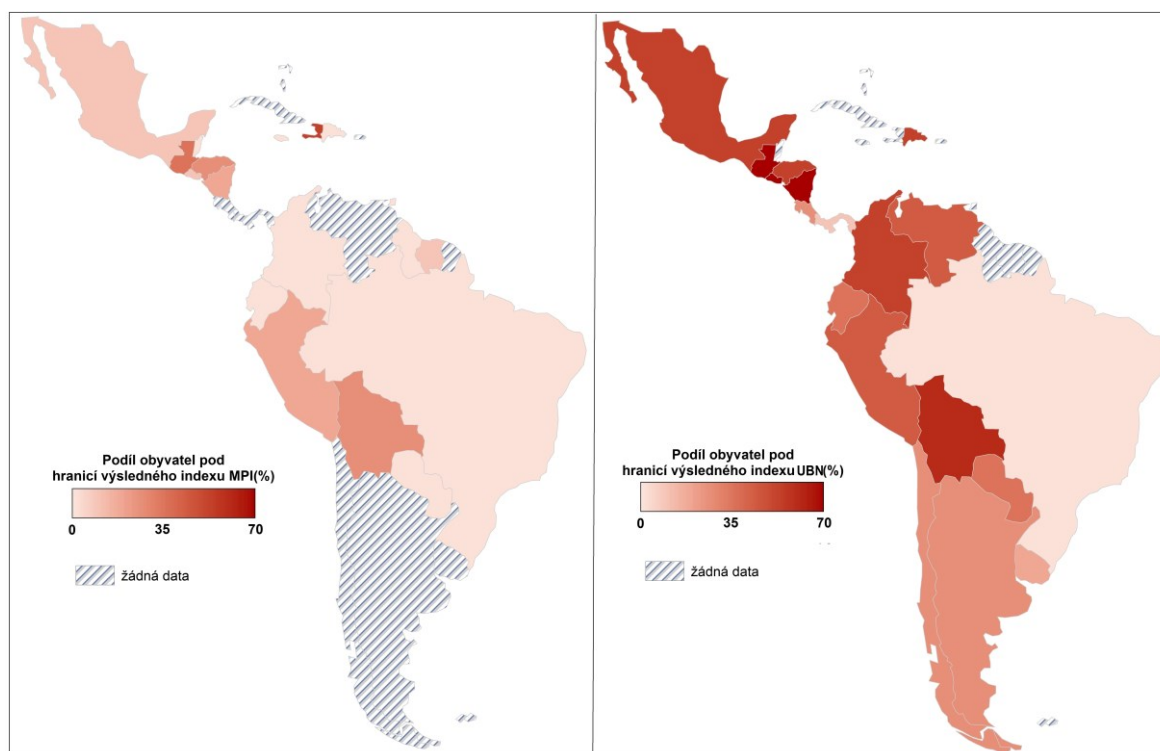 Podíl obyvatel pod
hranicí výsledného indexu MPI(%)
0 35 70
žádná data
Podíl obyvatel pod
hranicí výsledného indexu UBN(%)
0 35 70
žádná data